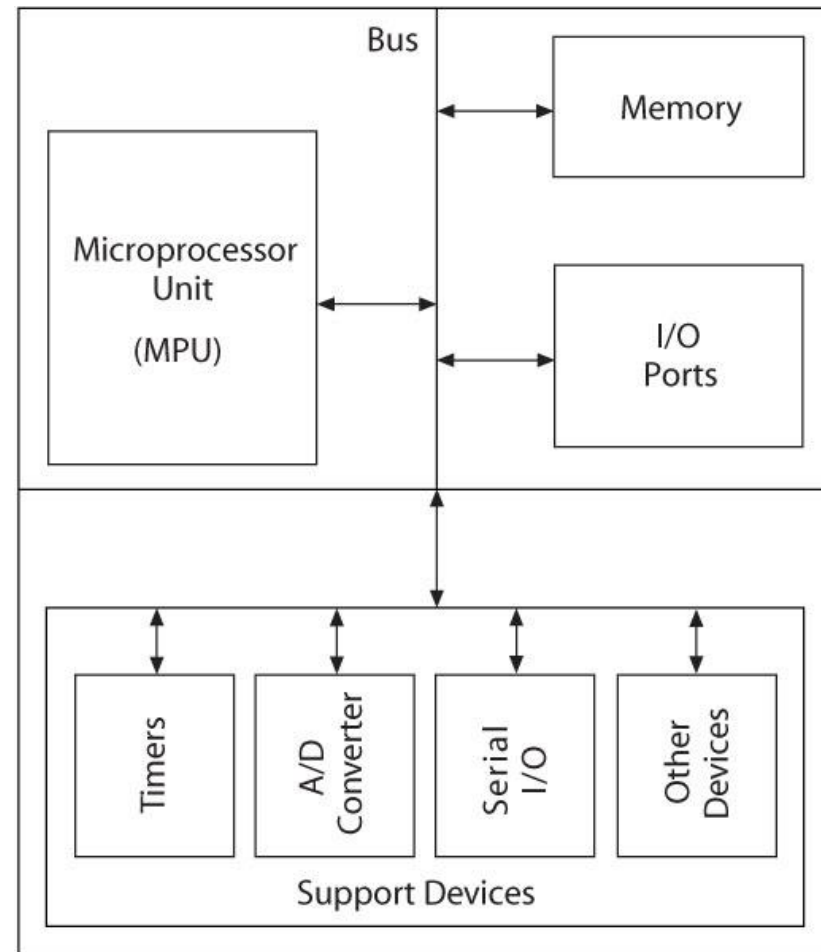 Bus
Memory
Microprocessor
Unit
(MPU)
I/O
Ports
Timers
A/D
Converter
Serial
I/O
Other
Devices
Support Devices